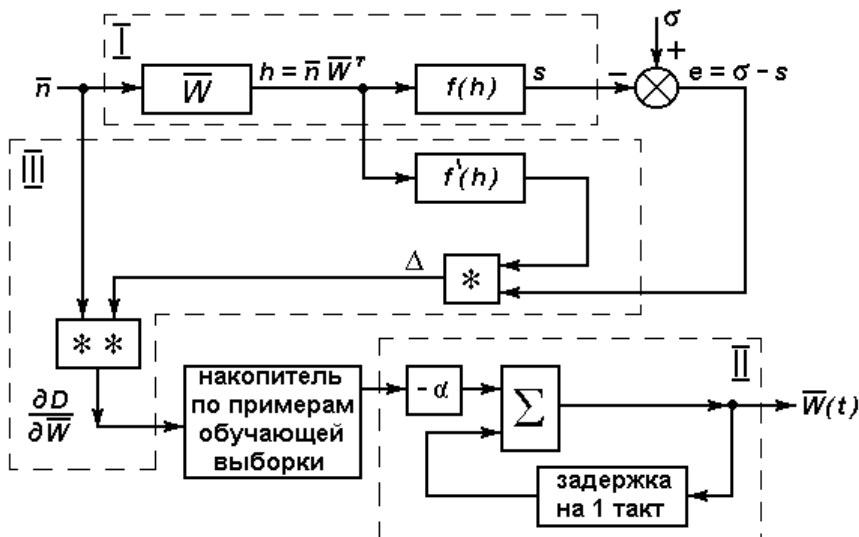 I
σ
n̅
W̅
h = n̅ W̅ᵀ
f(h)
s
−
+
e = σ − s
III
f'(h)
Δ
*
* *
∂D
∂W̅
накопитель
по примерам
обучающей
выборки
II
- α
Σ
W̅(t)
задержка
на 1 такт